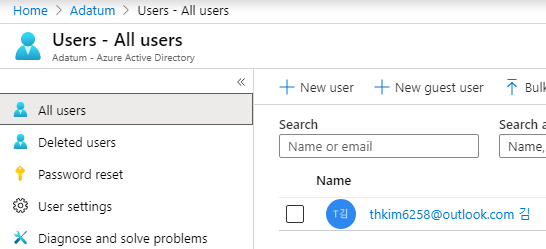 Home > Adatum > Users - All users
Users - All users
Adatum - Azure Active Directory
«
All users
Deleted users
Password reset
User settings
Diagnose and solve problems
+ New user + New guest user Bulk
Search Search a
Name or email Name,
Name
T김 thkim6258@outlook.com 김